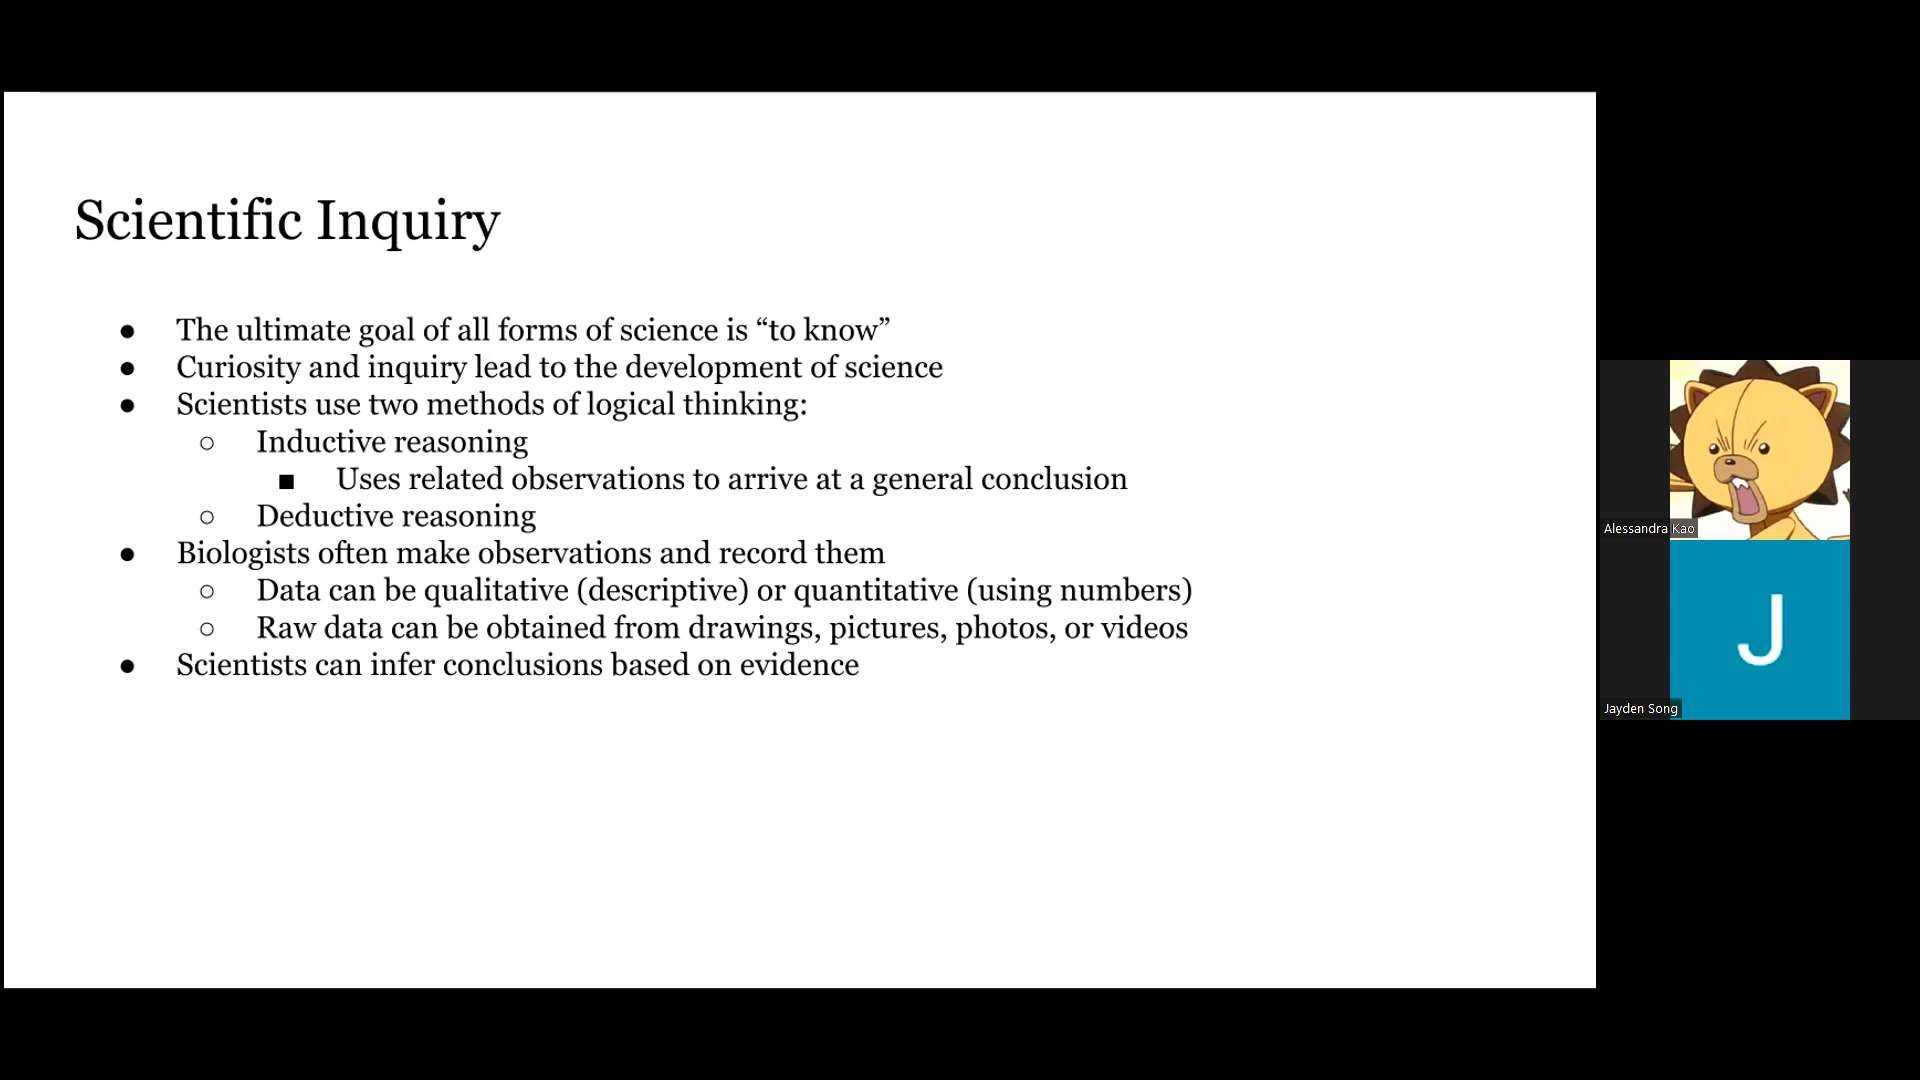 Scientific Inquiry
● The ultimate goal of all forms of science is “to know”
● Curiosity and inquiry lead to the development of science
● Scientists use two methods of logical thinking:
○ Inductive reasoning
■ Uses related observations to arrive at a general conclusion
○ Deductive reasoning
● Biologists often make observations and record them
○ Data can be qualitative (descriptive) or quantitative (using numbers)
○ Raw data can be obtained from drawings, pictures, photos, or videos
● Scientists can infer conclusions based on evidence
Alessandra Kao
J
Jayden Song